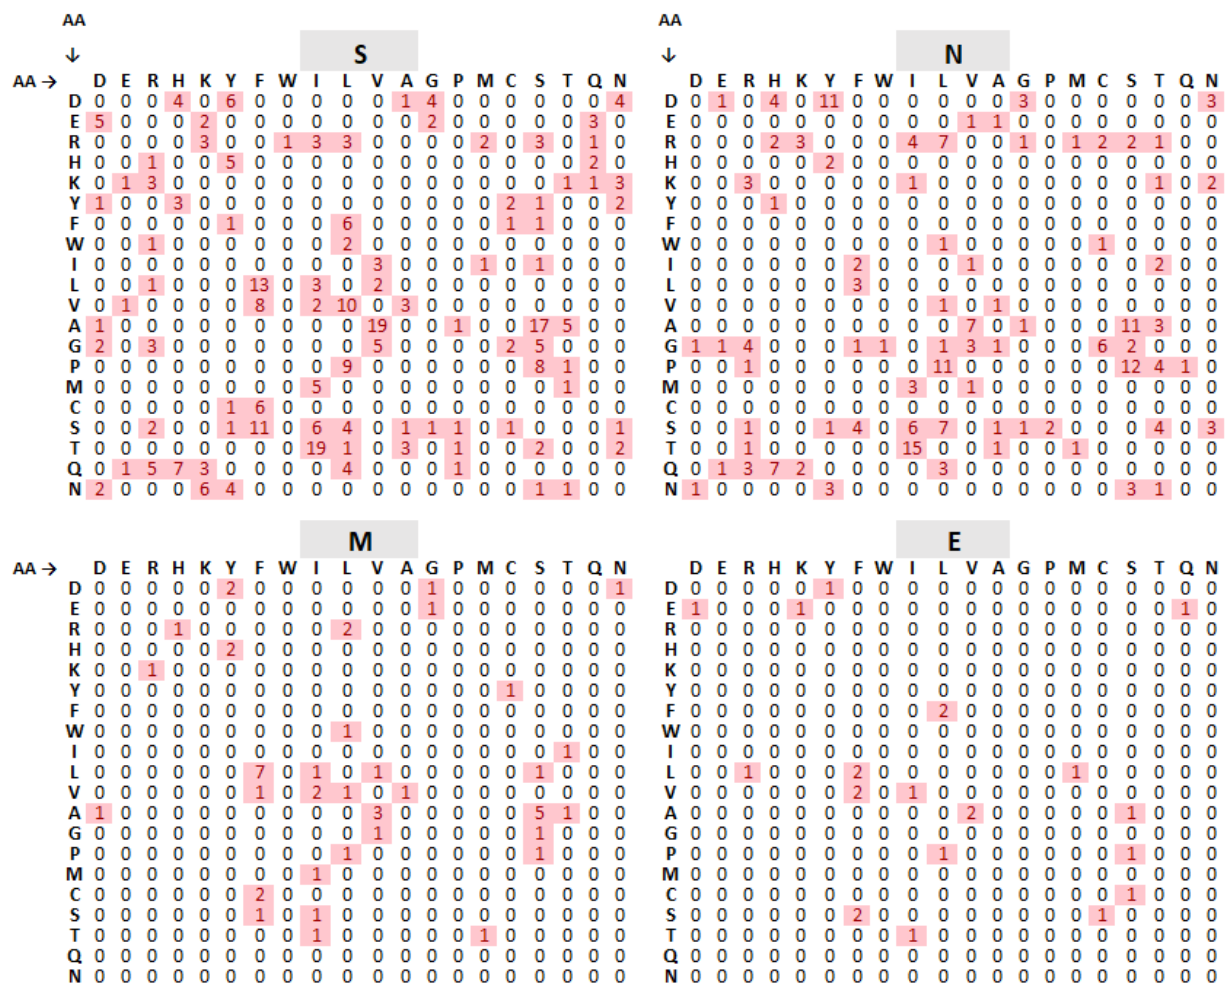 AA
↓
S
AA → D E R H K Y F W I L V A G P M C S T Q N
D 0 0 0 4 0 6 0 0 0 0 0 1 4 0 0 0 0 0 0 4
E 5 0 0 0 2 0 0 0 0 0 0 0 2 0 0 0 0 0 3 0
R 0 0 0 0 3 0 0 1 3 3 0 0 0 0 2 0 3 0 1 0
H 0 0 1 0 0 5 0 0 0 0 0 0 0 0 0 0 0 0 2 0
K 0 1 3 0 0 0 0 0 0 0 0 0 0 0 0 0 0 1 1 3
Y 1 0 0 3 0 0 0 0 0 0 0 0 0 0 0 2 1 0 0 2
F 0 0 0 0 0 1 0 0 0 6 0 0 0 0 0 1 1 0 0 0
W 0 0 1 0 0 0 0 0 0 2 0 0 0 0 0 0 0 0 0 0
I 0 0 0 0 0 0 0 0 0 0 3 0 0 0 1 0 1 0 0 0
L 0 0 1 0 0 0 13 0 3 0 2 0 0 0 0 0 0 0 0 0
V 0 1 0 0 0 0 8 0 2 10 0 3 0 0 0 0 0 0 0 0
A 1 0 0 0 0 0 0 0 0 0 19 0 0 1 0 0 17 5 0 0
G 2 0 3 0 0 0 0 0 0 0 5 0 0 0 0 2 5 0 0 0
P 0 0 0 0 0 0 0 0 0 9 0 0 0 0 0 0 8 1 0 0
M 0 0 0 0 0 0 0 0 5 0 0 0 0 0 0 0 0 1 0 0
C 0 0 0 0 0 1 6 0 0 0 0 0 0 0 0 0 0 0 0 0
S 0 0 2 0 0 1 11 0 6 4 0 1 1 1 0 1 0 0 0 1
T 0 0 0 0 0 0 0 0 19 1 0 3 0 1 0 0 2 0 0 2
Q 0 1 5 7 3 0 0 0 0 4 0 0 0 1 0 0 0 0 0 0
N 2 0 0 0 6 4 0 0 0 0 0 0 0 0 0 0 1 1 0 0
AA
↓
N
D E R H K Y F W I L V A G P M C S T Q N
D 0 1 0 4 0 11 0 0 0 0 0 0 3 0 0 0 0 0 0 3
E 0 0 0 0 0 0 0 0 0 0 1 1 0 0 0 0 0 0 0 0
R 0 0 0 2 3 0 0 0 4 7 0 0 1 0 1 2 2 1 0 0
H 0 0 0 0 0 2 0 0 0 0 0 0 0 0 0 0 0 0 0 0
K 0 0 3 0 0 0 0 0 1 0 0 0 0 0 0 0 0 1 0 2
Y 0 0 0 1 0 0 0 0 0 0 0 0 0 0 0 0 0 0 0 0
F 0 0 0 0 0 0 0 0 0 0 0 0 0 0 0 0 0 0 0 0
W 0 0 0 0 0 0 0 0 0 1 0 0 0 0 0 1 0 0 0 0
I 0 0 0 0 0 0 2 0 0 0 1 0 0 0 0 0 0 2 0 0
L 0 0 0 0 0 0 3 0 0 0 0 0 0 0 0 0 0 0 0 0
V 0 0 0 0 0 0 0 0 0 1 0 1 0 0 0 0 0 0 0 0
A 0 0 0 0 0 0 0 0 0 0 7 0 1 0 0 0 11 3 0 0
G 1 1 4 0 0 0 1 1 0 1 3 1 0 0 0 6 2 0 0 0
P 0 0 1 0 0 0 0 0 0 11 0 0 0 0 0 0 12 4 1 0
M 0 0 0 0 0 0 0 0 3 0 1 0 0 0 0 0 0 0 0 0
C 0 0 0 0 0 0 0 0 0 0 0 0 0 0 0 0 0 0 0 0
S 0 0 1 0 0 1 4 0 6 7 0 1 1 2 0 0 0 4 0 3
T 0 0 1 0 0 0 0 0 15 0 0 1 0 0 1 0 0 0 0 0
Q 0 1 3 7 2 0 0 0 0 3 0 0 0 0 0 0 0 0 0 0
N 1 0 0 0 0 3 0 0 0 0 0 0 0 0 0 0 3 1 0 0
M
AA → D E R H K Y F W I L V A G P M C S T Q N
D 0 0 0 0 0 2 0 0 0 0 0 0 1 0 0 0 0 0 0 1
E 0 0 0 0 0 0 0 0 0 0 0 0 1 0 0 0 0 0 0 0
R 0 0 0 1 0 0 0 0 0 2 0 0 0 0 0 0 0 0 0 0
H 0 0 0 0 0 2 0 0 0 0 0 0 0 0 0 0 0 0 0 0
K 0 0 1 0 0 0 0 0 0 0 0 0 0 0 0 0 0 0 0 0
Y 0 0 0 0 0 0 0 0 0 0 0 0 0 0 0 1 0 0 0 0
F 0 0 0 0 0 0 0 0 0 0 0 0 0 0 0 0 0 0 0 0
W 0 0 0 0 0 0 0 0 0 1 0 0 0 0 0 0 0 0 0 0
I 0 0 0 0 0 0 0 0 0 0 0 0 0 0 0 0 0 1 0 0
L 0 0 0 0 0 0 7 0 1 0 1 0 0 0 0 0 1 0 0 0
V 0 0 0 0 0 0 1 0 2 1 0 1 0 0 0 0 0 0 0 0
A 1 0 0 0 0 0 0 0 0 0 3 0 0 0 0 0 5 1 0 0
G 0 0 0 0 0 0 0 0 0 0 1 0 0 0 0 0 1 0 0 0
P 0 0 0 0 0 0 0 0 0 1 0 0 0 0 0 0 1 0 0 0
M 0 0 0 0 0 0 0 0 1 0 0 0 0 0 0 0 0 0 0 0
C 0 0 0 0 0 0 2 0 0 0 0 0 0 0 0 0 0 0 0 0
S 0 0 0 0 0 0 1 0 1 0 0 0 0 0 0 0 0 0 0 0
T 0 0 0 0 0 0 0 0 1 0 0 0 0 0 1 0 0 0 0 0
Q 0 0 0 0 0 0 0 0 0 0 0 0 0 0 0 0 0 0 0 0
N 0 0 0 0 0 0 0 0 0 0 0 0 0 0 0 0 0 0 0 0
E
D E R H K Y F W I L V A G P M C S T Q N
D 0 0 0 0 0 1 0 0 0 0 0 0 0 0 0 0 0 0 0 0
E 1 0 0 0 1 0 0 0 0 0 0 0 0 0 0 0 0 0 1 0
R 0 0 0 0 0 0 0 0 0 0 0 0 0 0 0 0 0 0 0 0
H 0 0 0 0 0 0 0 0 0 0 0 0 0 0 0 0 0 0 0 0
K 0 0 0 0 0 0 0 0 0 0 0 0 0 0 0 0 0 0 0 0
Y 0 0 0 0 0 0 0 0 0 0 0 0 0 0 0 0 0 0 0 0
F 0 0 0 0 0 0 0 0 0 2 0 0 0 0 0 0 0 0 0 0
W 0 0 0 0 0 0 0 0 0 0 0 0 0 0 0 0 0 0 0 0
I 0 0 0 0 0 0 0 0 0 0 0 0 0 0 0 0 0 0 0 0
L 0 0 1 0 0 0 2 0 0 0 0 0 0 0 1 0 0 0 0 0
V 0 0 0 0 0 0 2 0 1 0 0 0 0 0 0 0 0 0 0 0
A 0 0 0 0 0 0 0 0 0 0 2 0 0 0 0 0 1 0 0 0
G 0 0 0 0 0 0 0 0 0 0 0 0 0 0 0 0 0 0 0 0
P 0 0 0 0 0 0 0 0 0 1 0 0 0 0 0 0 1 0 0 0
M 0 0 0 0 0 0 0 0 0 0 0 0 0 0 0 0 0 0 0 0
C 0 0 0 0 0 0 0 0 0 0 0 0 0 0 0 0 1 0 0 0
S 0 0 0 0 0 0 2 0 0 0 0 0 0 0 0 1 0 0 0 0
T 0 0 0 0 0 0 0 0 1 0 0 0 0 0 0 0 0 0 0 0
Q 0 0 0 0 0 0 0 0 0 0 0 0 0 0 0 0 0 0 0 0
N 0 0 0 0 0 0 0 0 0 0 0 0 0 0 0 0 0 0 0 0